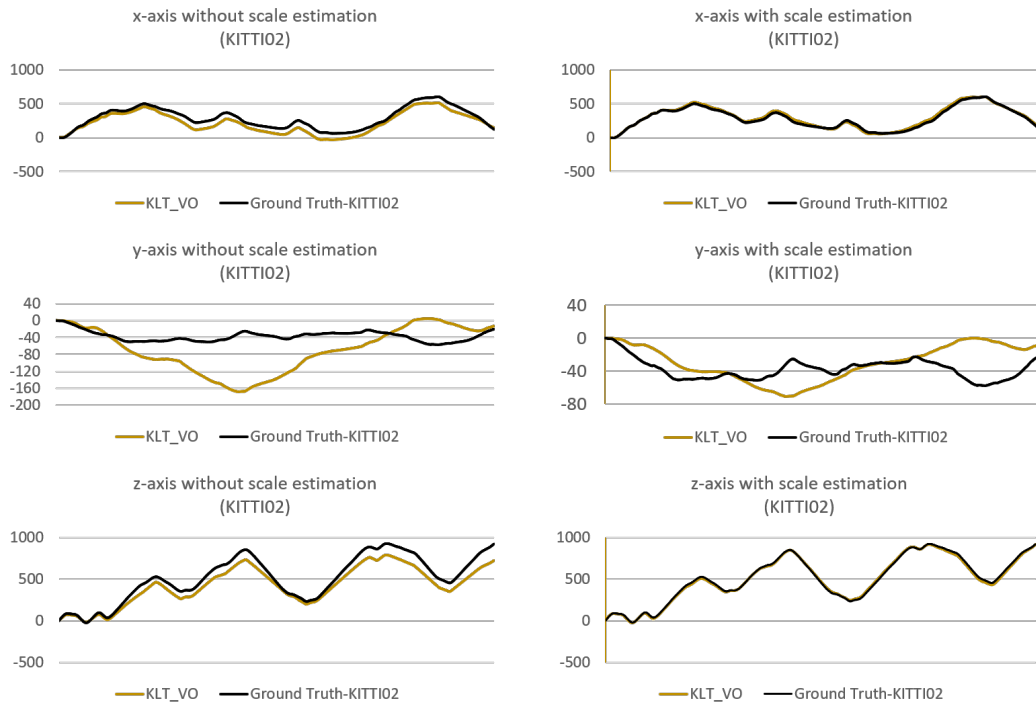 x-axis without scale estimation
(KITTI02)
1000
500
0
-500
KLT_VO Ground Truth-KITTI02
x-axis with scale estimation
(KITTI02)
1000
500
0
-500
KLT_VO Ground Truth-KITTI02
y-axis without scale estimation
(KITTI02)
40
0
-40
-80
-120
-160
-200
KLT_VO Ground Truth-KITTI02
y-axis with scale estimation
(KITTI02)
40
0
-40
-80
KLT_VO Ground Truth-KITTI02
z-axis without scale estimation
(KITTI02)
1000
500
0
-500
KLT_VO Ground Truth-KITTI02
z-axis with scale estimation
(KITTI02)
1000
500
0
-500
KLT_VO Ground Truth-KITTI02